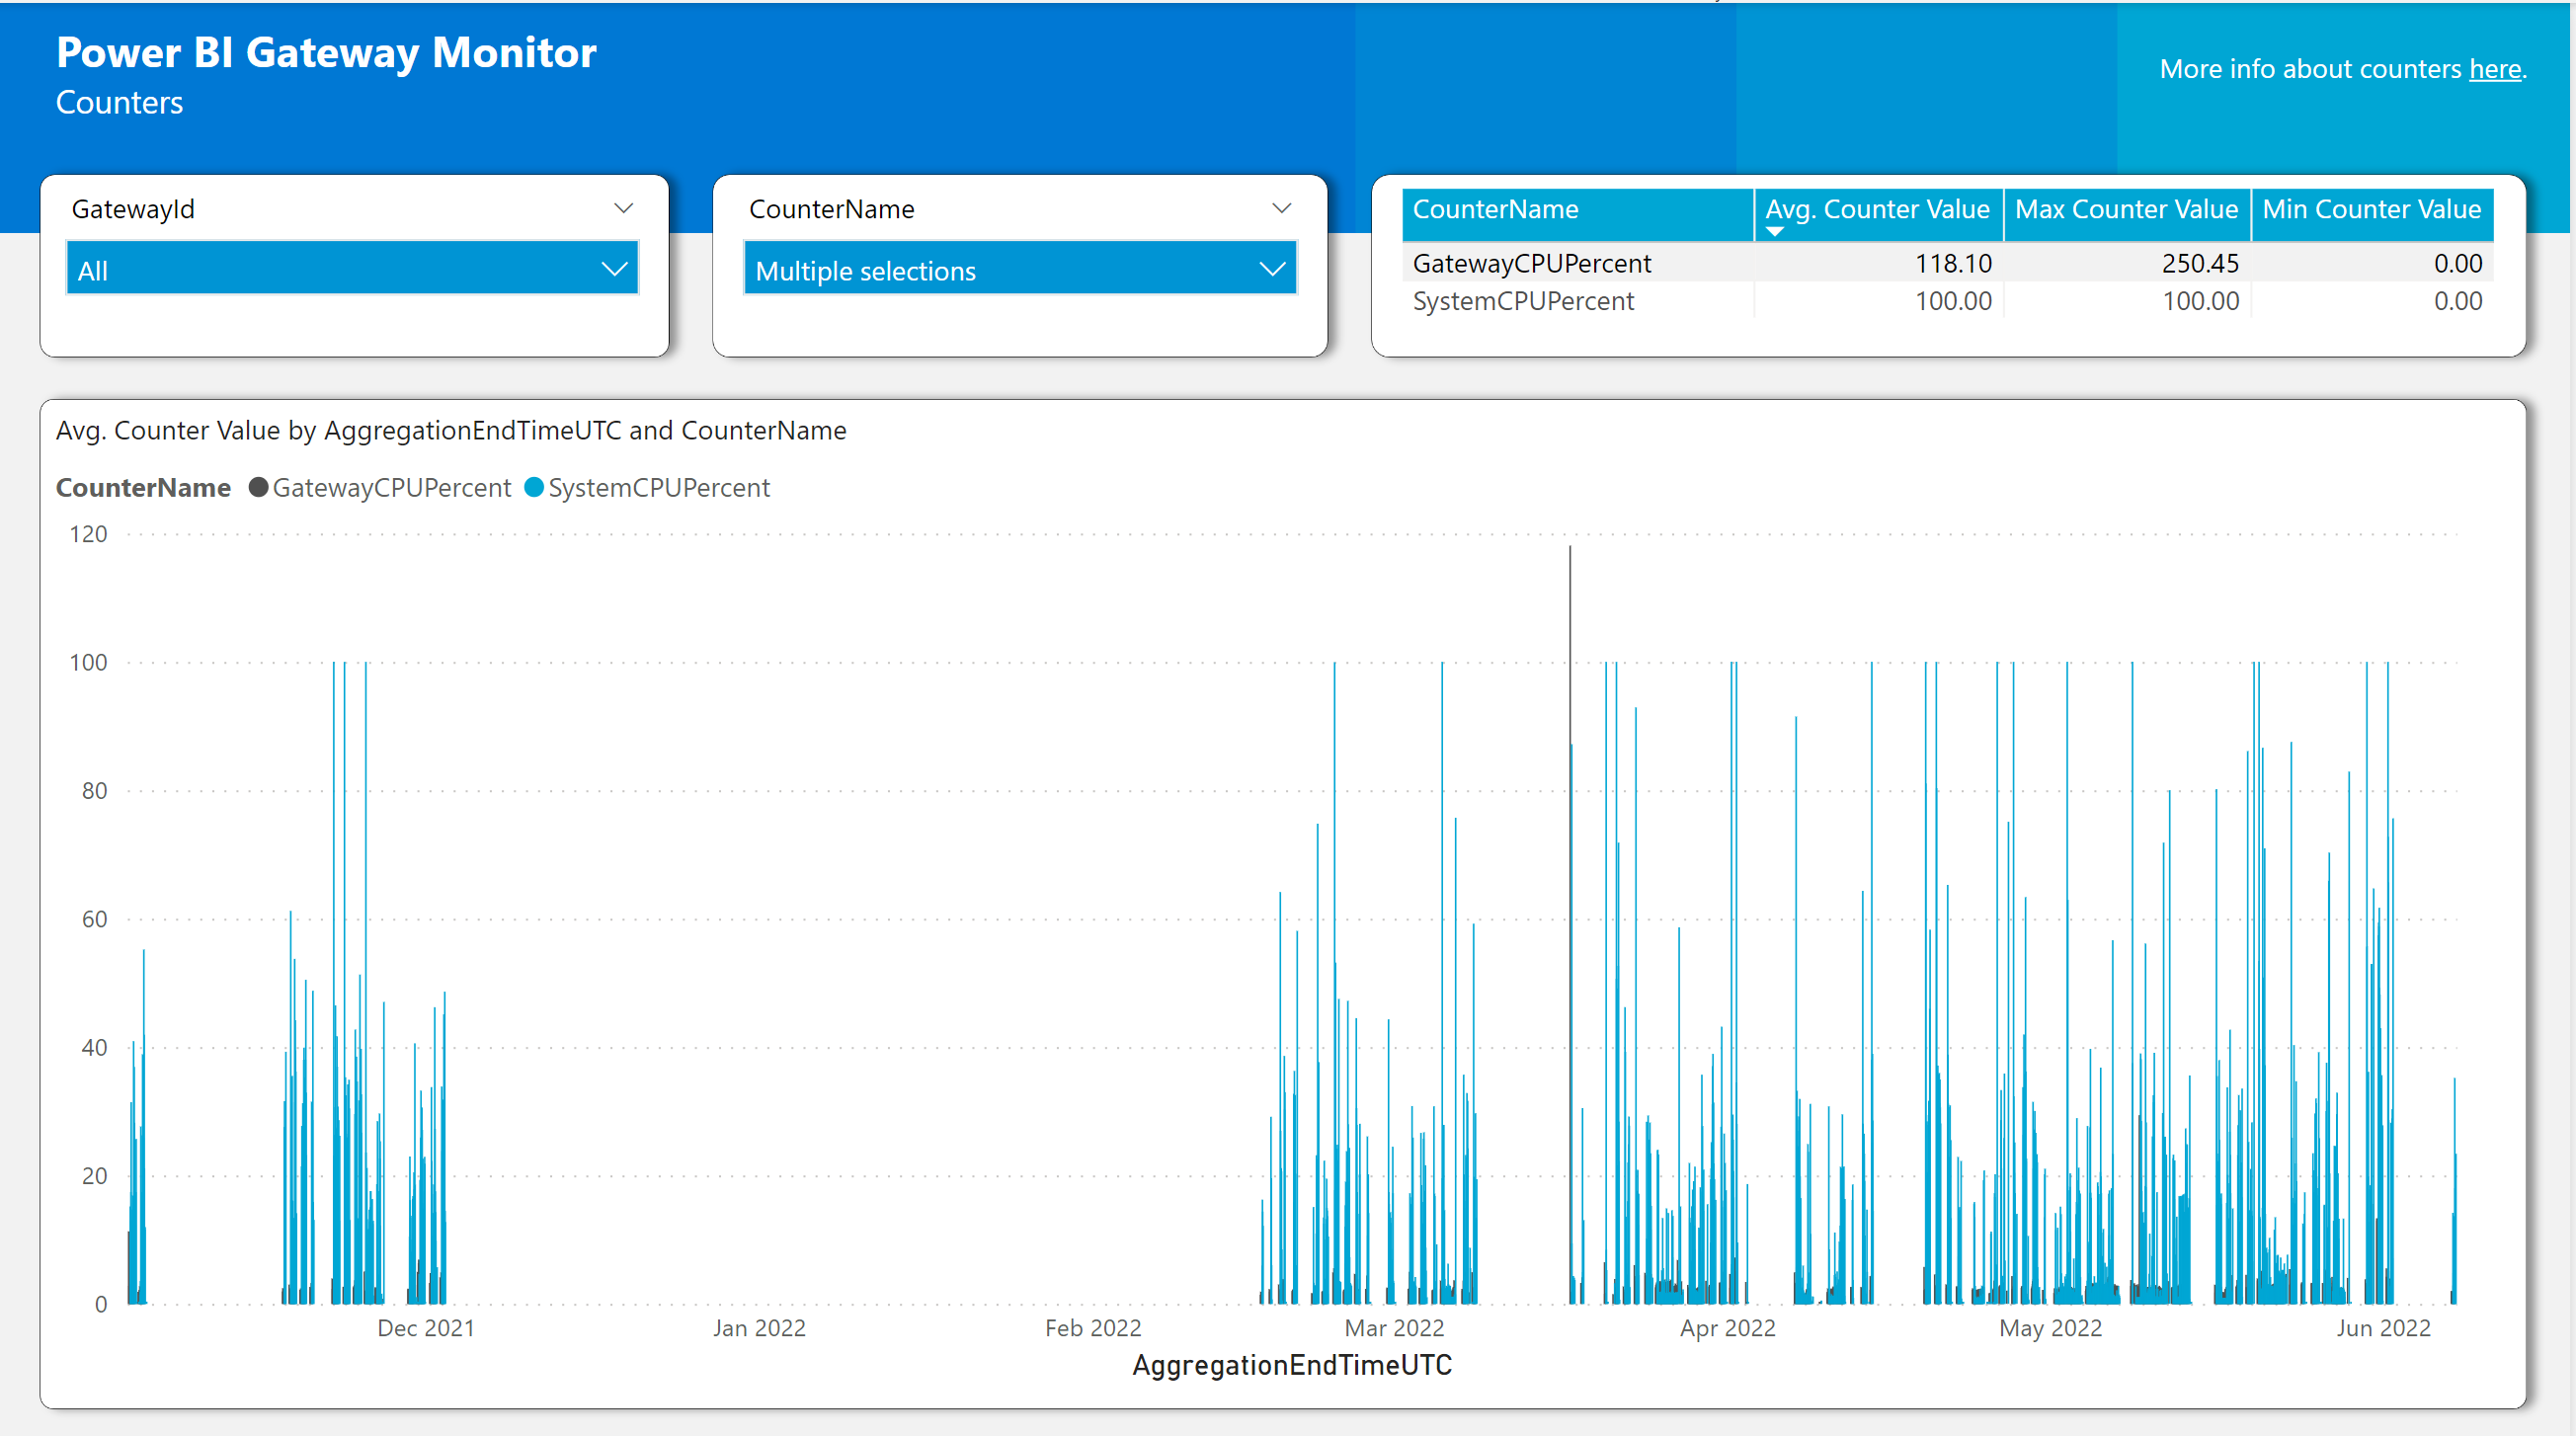 Power BI Gateway Monitor
Counters
More info about counters here.
GatewayId
All
CounterName
Multiple selections
CounterName Avg. Counter Value Max Counter Value Min Counter Value
GatewayCPUPercent 118.10 250.45 0.00
SystemCPUPercent 100.00 100.00 0.00
Avg. Counter Value by AggregationEndTimeUTC and CounterName
CounterName GatewayCPUPercent SystemCPUPercent
120
100
80
60
40
20
0
Dec 2021 Jan 2022 Feb 2022 Mar 2022 Apr 2022 May 2022 Jun 2022
AggregationEndTimeUTC